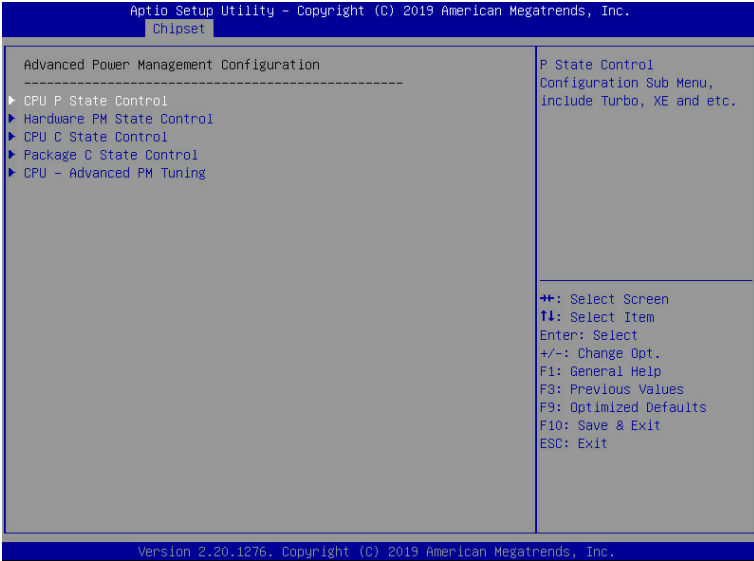 Aptio Setup Utility – Copyright (C) 2019 American Megatrends, Inc.
Chipset
Advanced Power Management Configuration
--------------------------------------------------
CPU P State Control
Hardware PM State Control
CPU C State Control
Package C State Control
CPU – Advanced PM Tuning
P State Control
Configuration Sub Menu,
include Turbo, XE and etc.
→←: Select Screen
↑↓: Select Item
Enter: Select
+/-: Change Opt.
F1: General Help
F3: Previous Values
F9: Optimized Defaults
F10: Save & Exit
ESC: Exit
Version 2.20.1276. Copyright (C) 2019 American Megatrends, Inc.